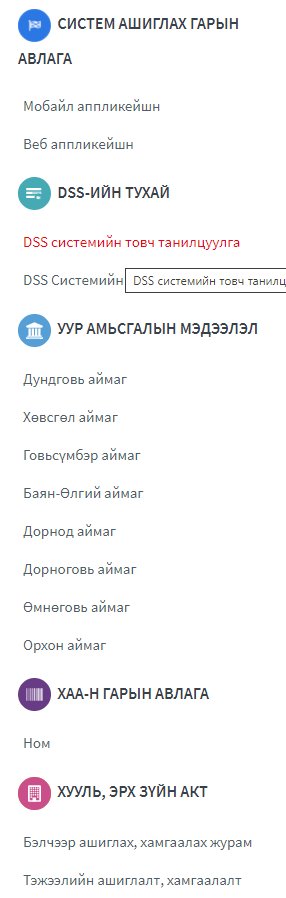 СИСТЕМ АШИГЛАХ ГАРЫН
АВЛАГА
Мобайл аппликейшн
Веб аппликейшн
DSS-ИЙН ТУХАЙ
DSS системийн товч танилцуулга
DSS Системийн DSS системийн товч танилц
УУР АМЬСГАЛЫН МЭДЭЭЛЭЛ
Дундговь аймаг
Хөвсгөл аймаг
Говьсүмбэр аймаг
Баян-Өлгий аймаг
Дорнод аймаг
Дорноговь аймаг
Өмнөговь аймаг
Орхон аймаг
ХАА-Н ГАРЫН АВЛАГА
Ном
ХУУЛЬ, ЭРХ ЗҮЙН АКТ
Бэлчээр ашиглах, хамгаалах журам
Тэжээлийн ашиглалт, хамгаалалт